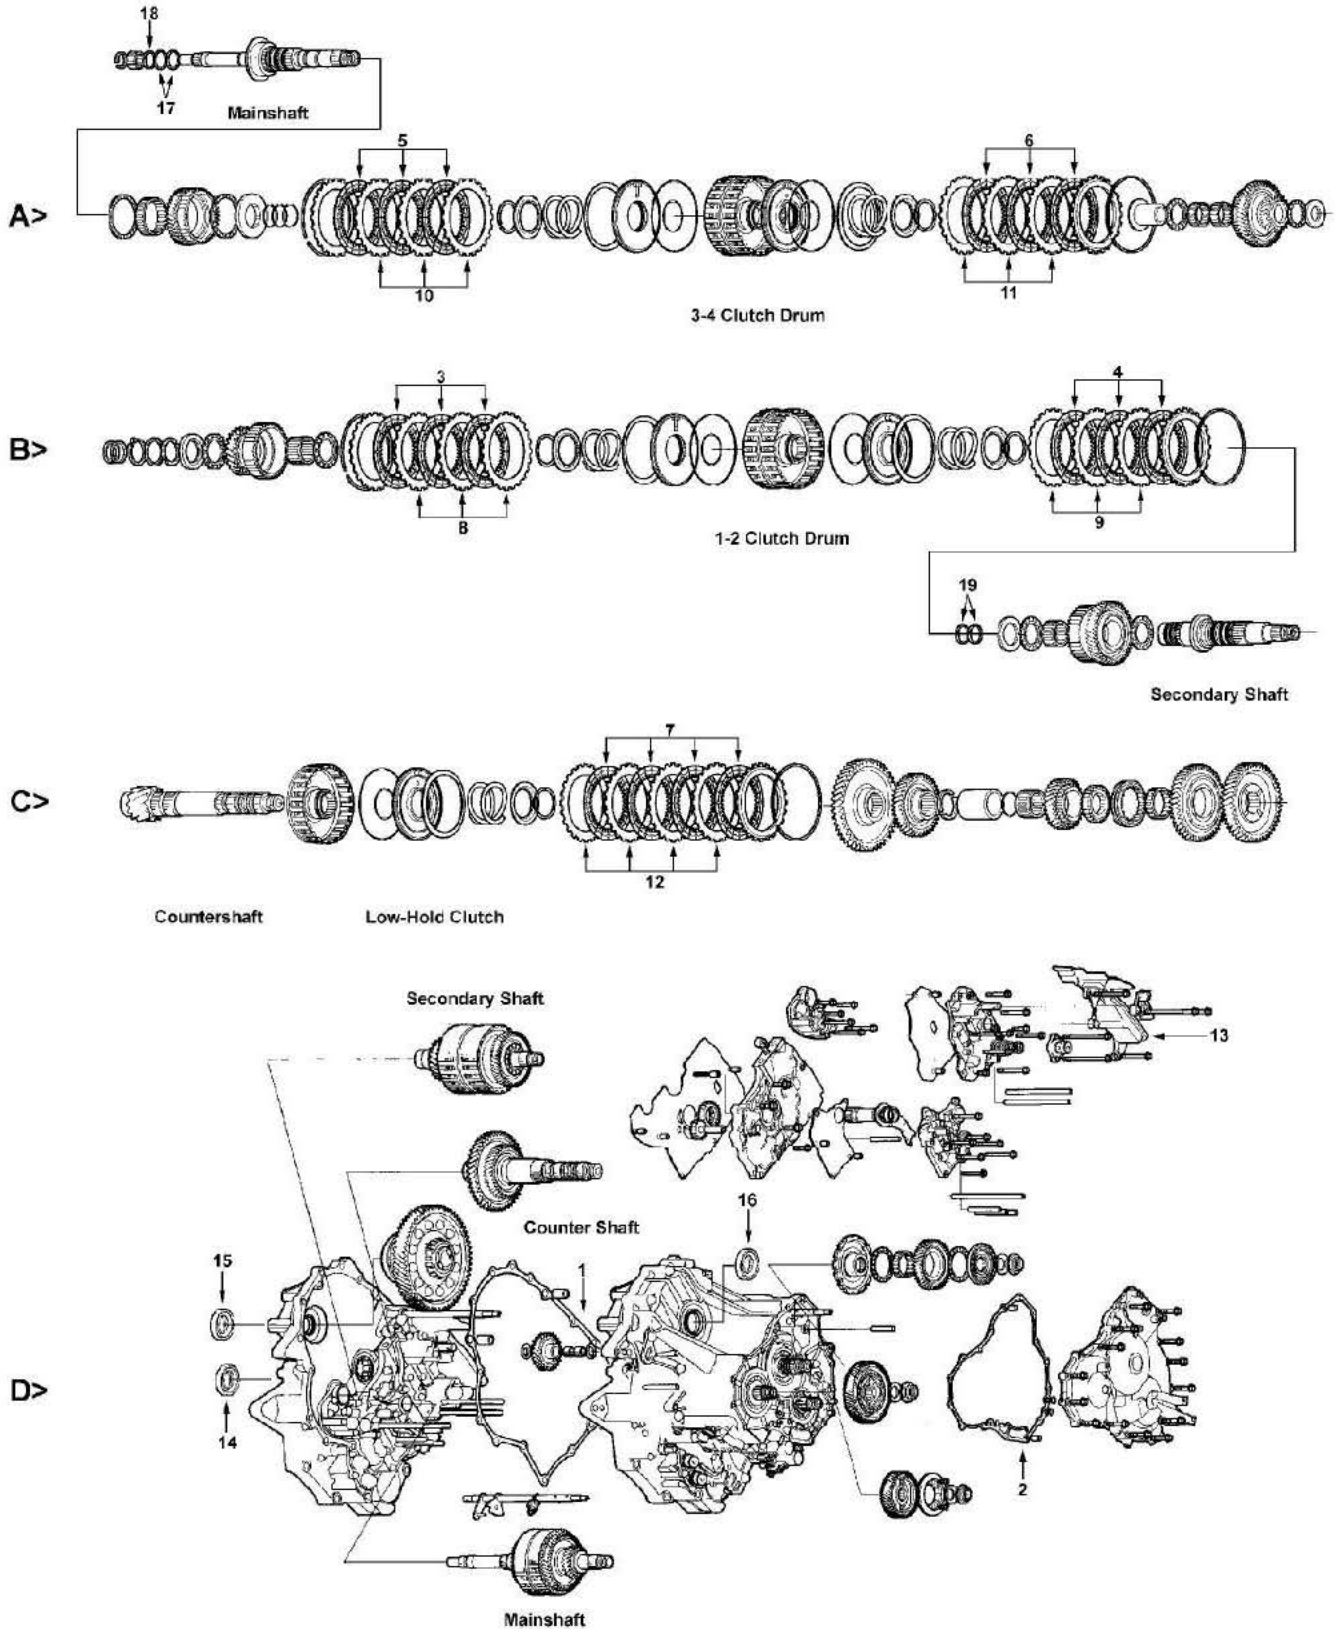 18
17
Mainshaft
5
6
A>
10
11
3-4 Clutch Drum
3
4
B>
8
9
1-2 Clutch Drum
19
Secondary Shaft
7
C>
12
Countershaft
Low-Hold Clutch
Secondary Shaft
13
16
Counter Shaft
15
1
D>
14
2
Mainshaft